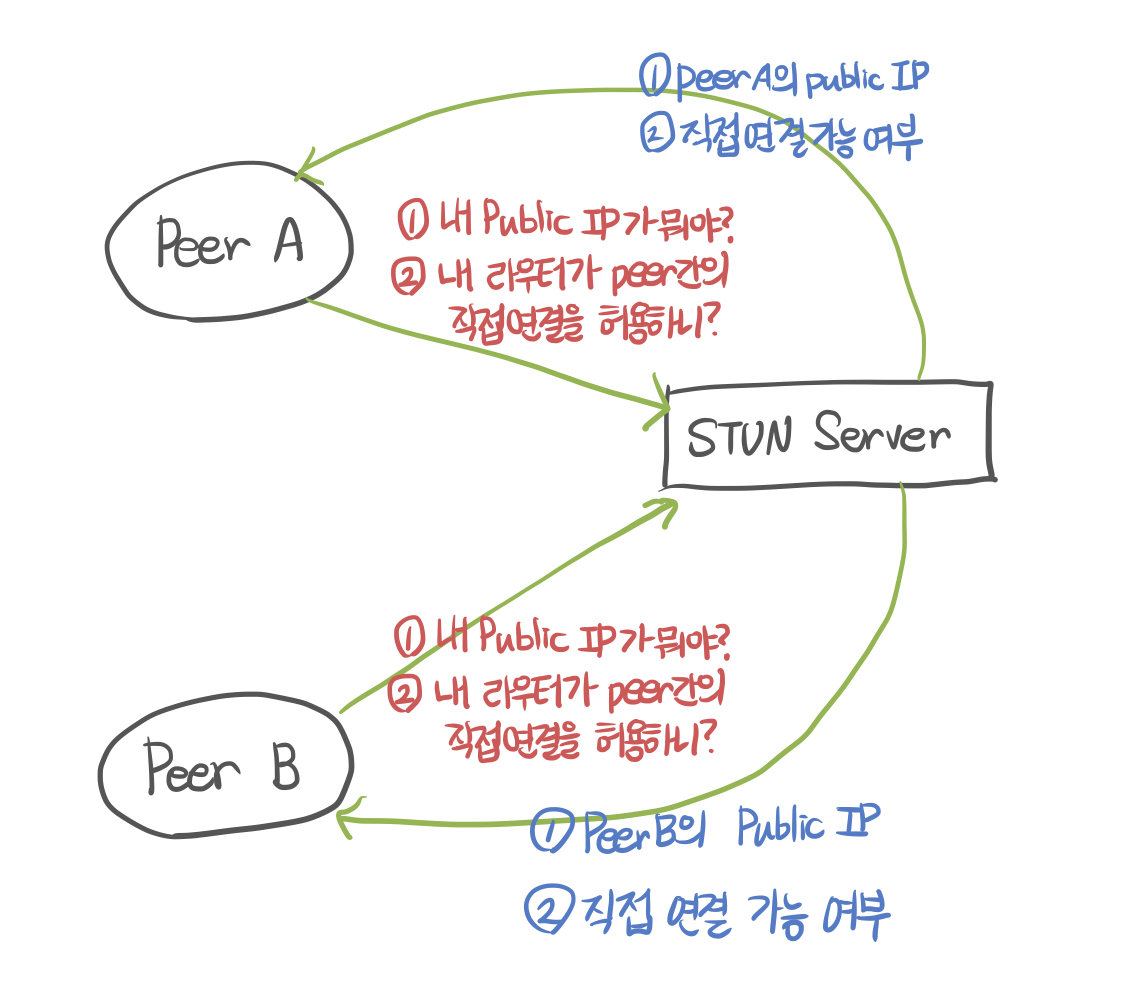 ① peerA의 public IP
② 직접 연결 가능 여부
Peer A
① 내 Public IP가 뭐야?
② 내 라우터가 peer간의
직접연결을 허용하니?
STUN Server
① 내 Public IP가 뭐야?
② 내 라우터가 peer간의
직접연결을 허용하니?
Peer B
① PeerB의 Public IP
② 직접 연결 가능 여부